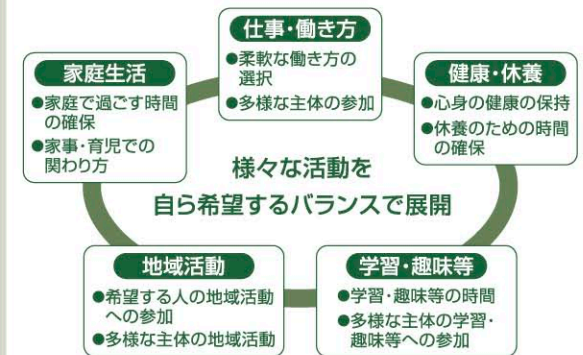 仕事・働き方
●柔軟な働き方の
選択
●多様な主体の参加
家庭生活
●家庭で過ごす時間
の確保
●家事・育児での
関わり方
健康・休養
●心身の健康の保持
●休養のための時間
の確保
様々な活動を
自ら希望するバランスで展開
地域活動
●希望する人の地域活動
への参加
●多様な主体の地域活動
学習・趣味等
●学習・趣味等の時間
●多様な主体の学習・
趣味等への参加